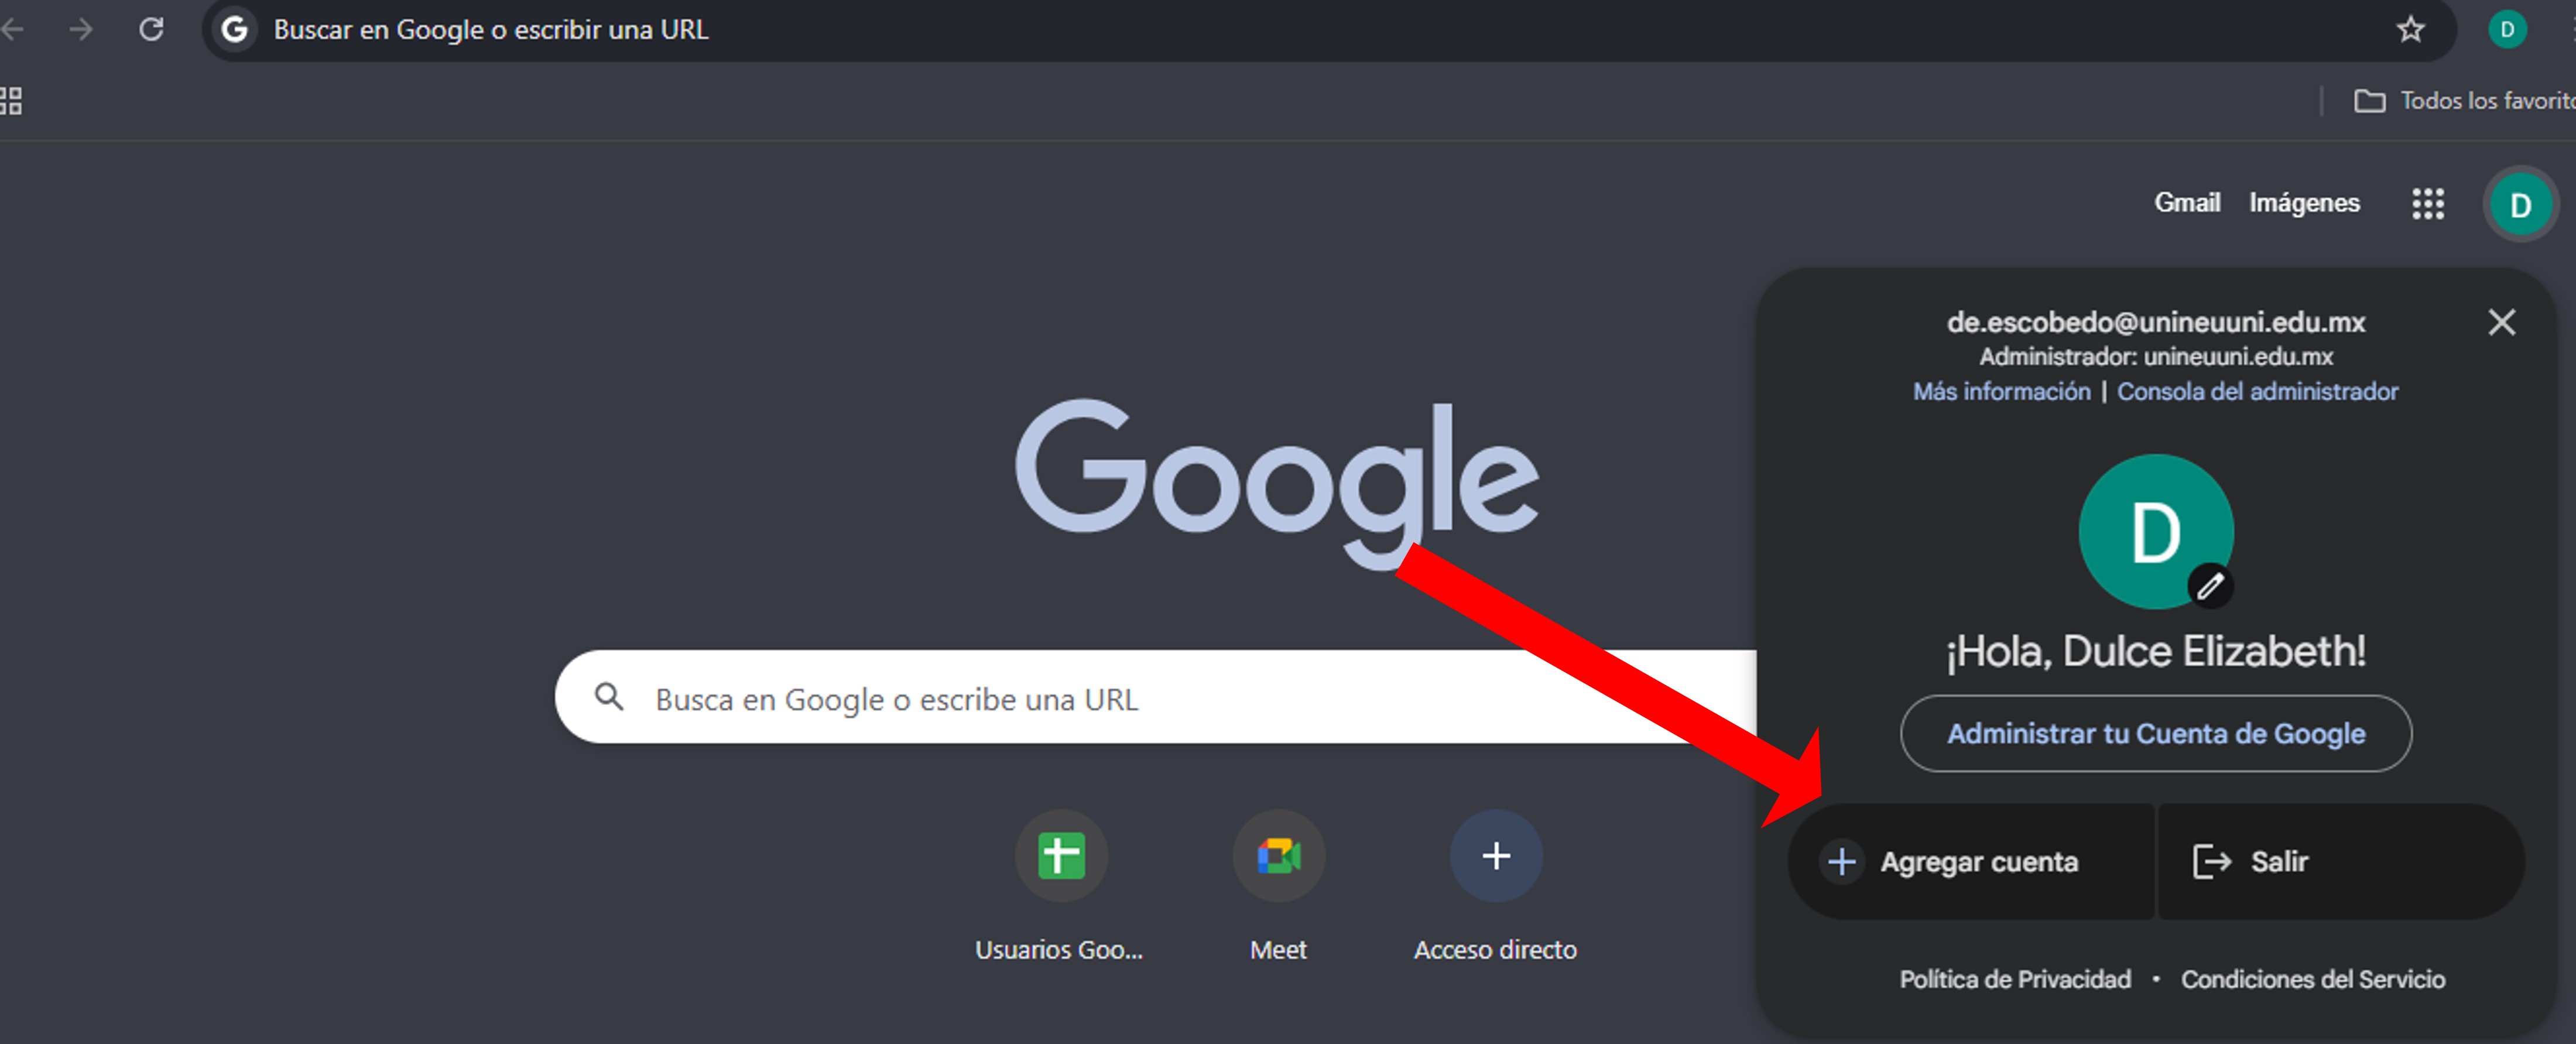 Buscar en Google o escribir una URL
D
Todos los favorito
Gmail Imágenes
D
de.escobedo@unineuuni.edu.mx
Administrador: unineuuni.edu.mx
Más información | Consola del administrador
D
¡Hola, Dulce Elizabeth!
Administrar tu Cuenta de Google
Agregar cuenta
Salir
Política de Privacidad • Condiciones del Servicio
Google
Busca en Google o escribe una URL
Usuarios Goo...
Meet
Acceso directo